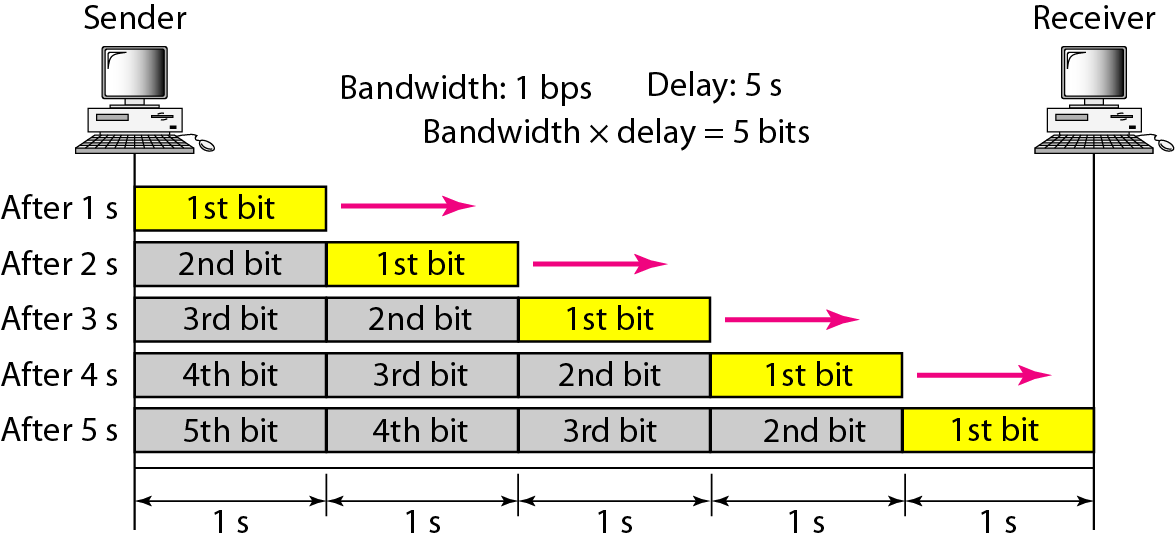 Sender Receiver
Bandwidth: 1 bps Delay: 5 s
Bandwidth × delay = 5 bits
After 1 s 1st bit
After 2 s 2nd bit 1st bit
After 3 s 3rd bit 2nd bit 1st bit
After 4 s 4th bit 3rd bit 2nd bit 1st bit
After 5 s 5th bit 4th bit 3rd bit 2nd bit 1st bit
1 s 1 s 1 s 1 s 1 s